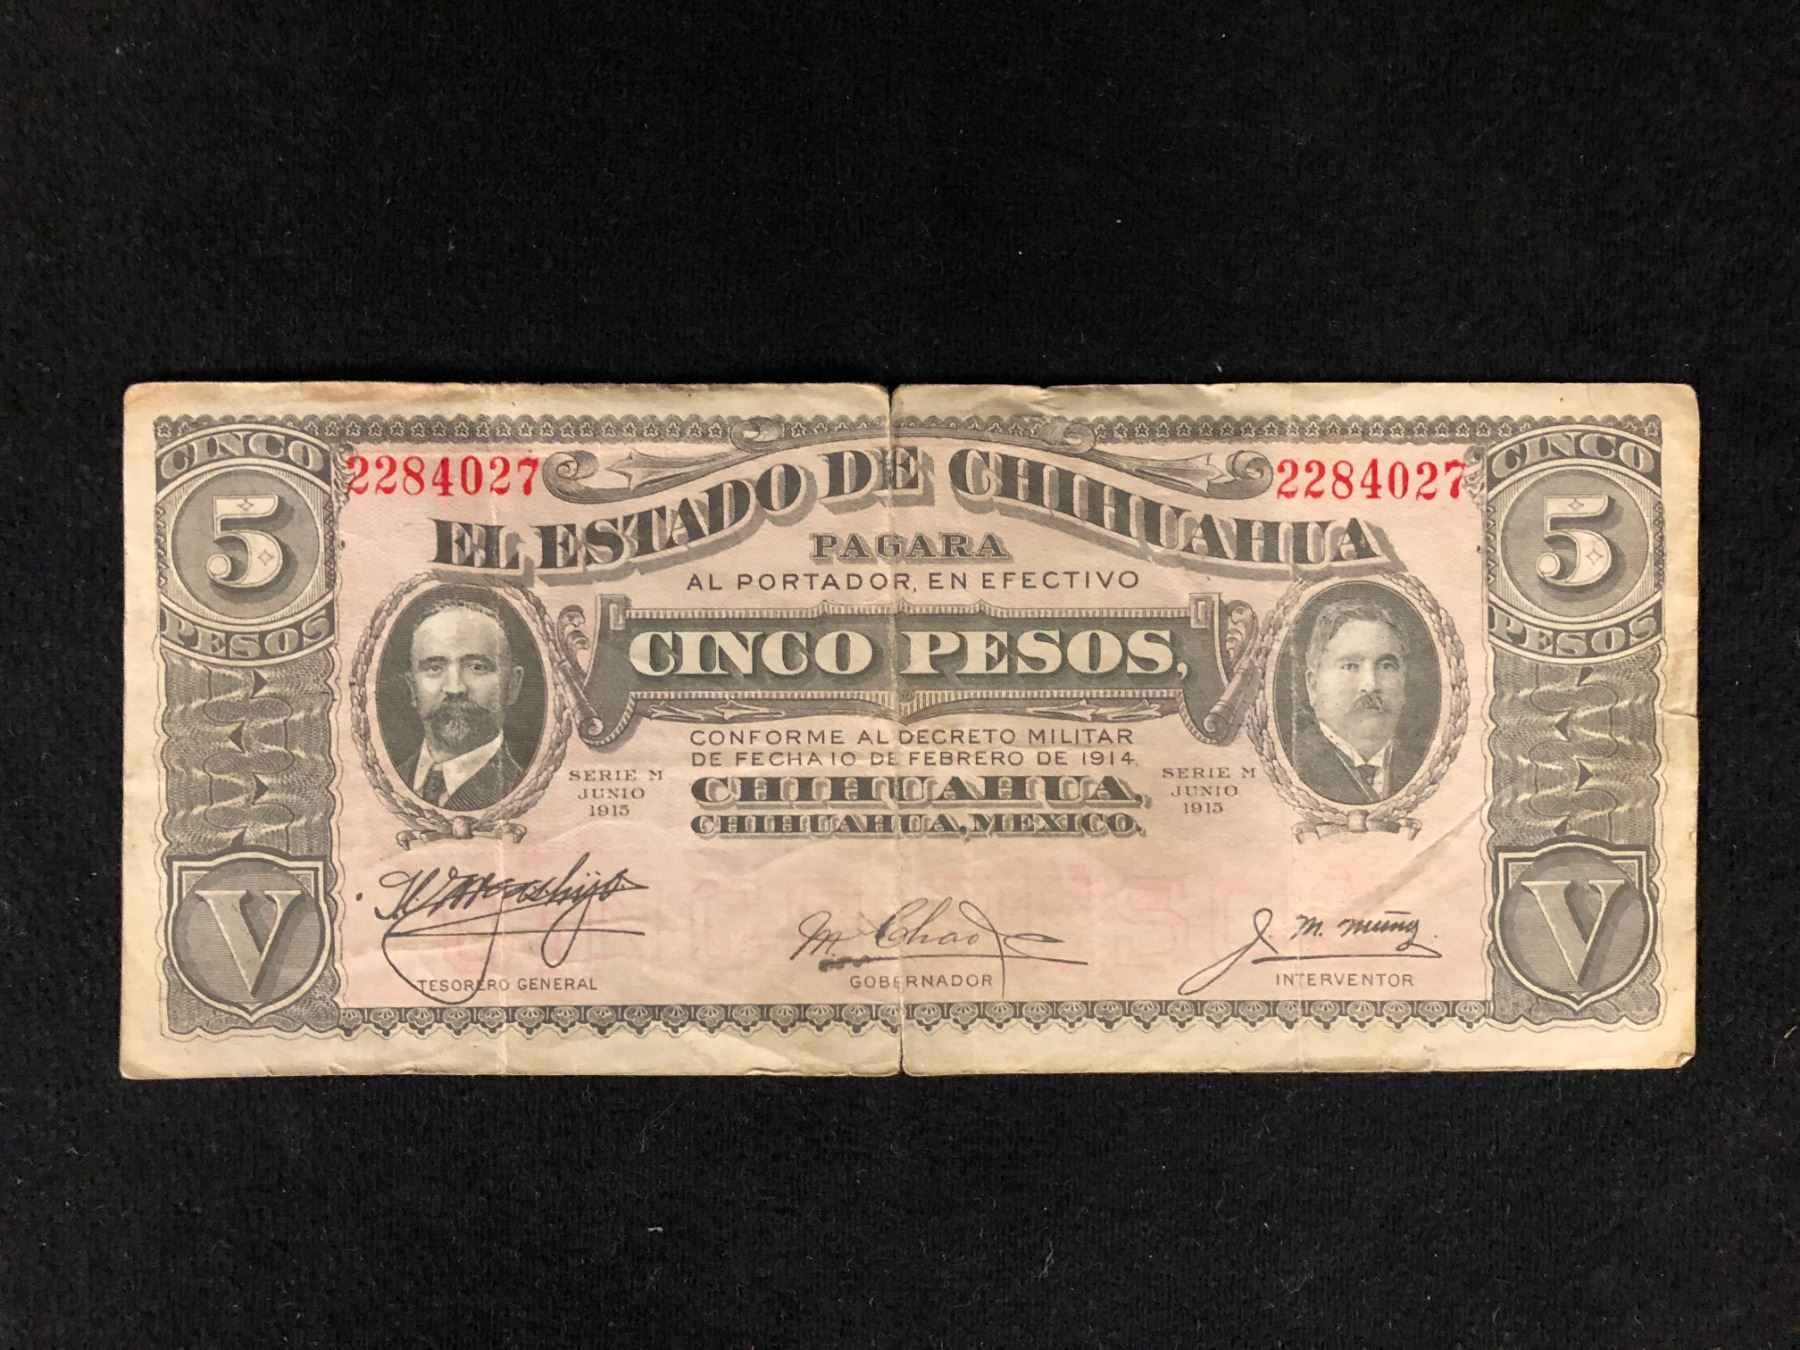 CINCO
5
PESOS
2284027
2284027
CINCO
5
PESOS
EL ESTADO DE CHIHUAHUA
PAGARA
AL PORTADOR, EN EFECTIVO
CINCO PESOS,
CONFORME AL DECRETO MILITAR
DE FECHA 10 DE FEBRERO DE 1914.
CHIHUAHUA,
CHIHUAHUA, MEXICO.
SERIE M
JUNIO
1915
SERIE M
JUNIO
1915
V
M. Chao
J. M. Muñoz
V
TESORERO GENERAL
GOBERNADOR
INTERVENTOR